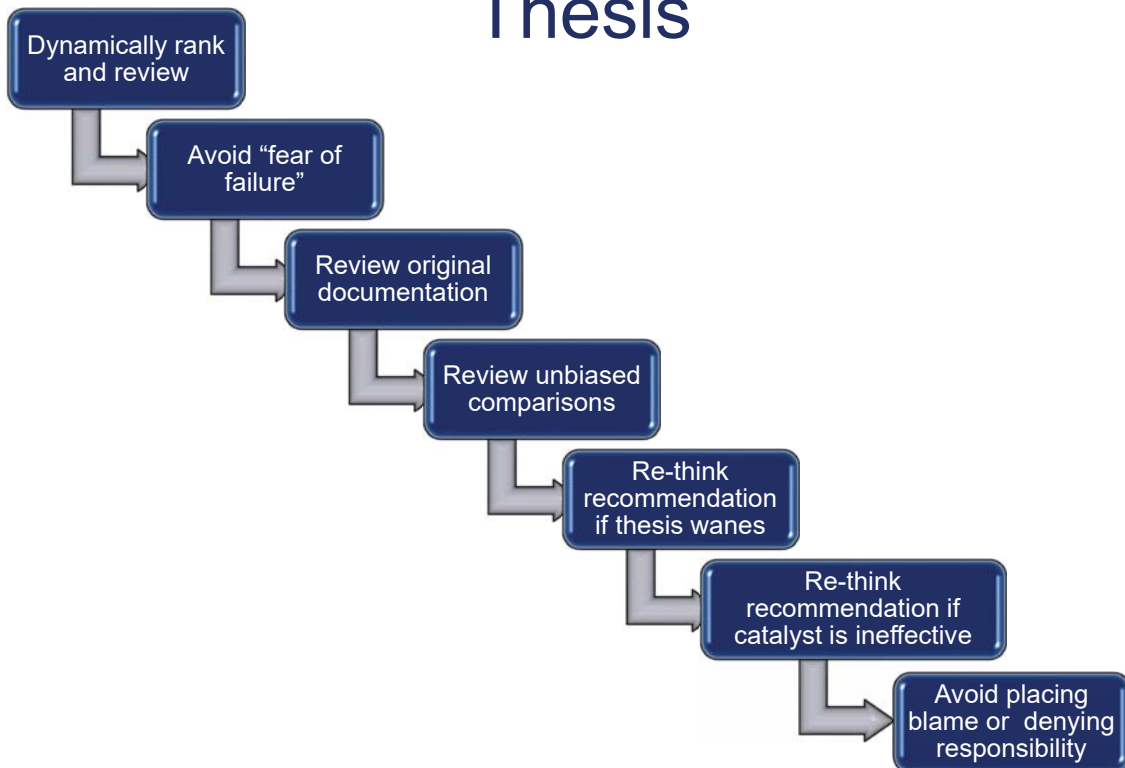 Thesis
Dynamically rank
and review
Avoid “fear of
failure”
Review original
documentation
Review unbiased
comparisons
Re-think
recommendation
if thesis wanes
Re-think
recommendation if
catalyst is ineffective
Avoid placing
blame or denying
responsibility